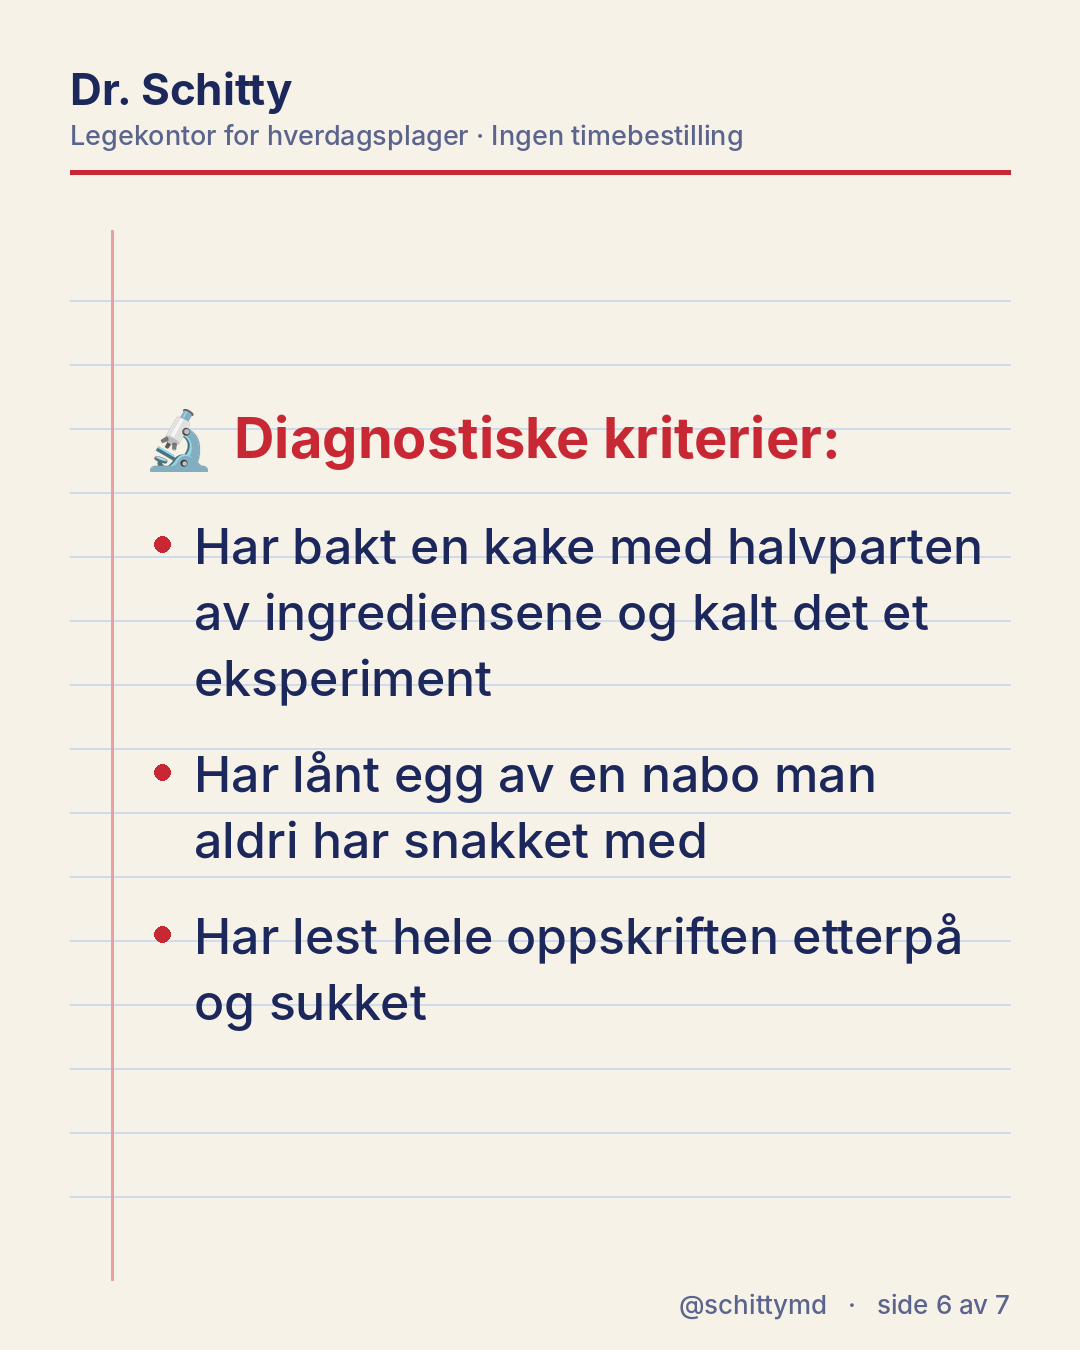 Dr. Schitty
Legekontor for hverdagsplager · Ingen timebestilling
🔬 Diagnostiske kriterier:
• Har bakt en kake med halvparten
av ingrediensene og kalt det et
eksperiment
• Har lånt egg av en nabo man
aldri har snakket med
• Har lest hele oppskriften etterpå
og sukket
@schittymd · side 6 av 7